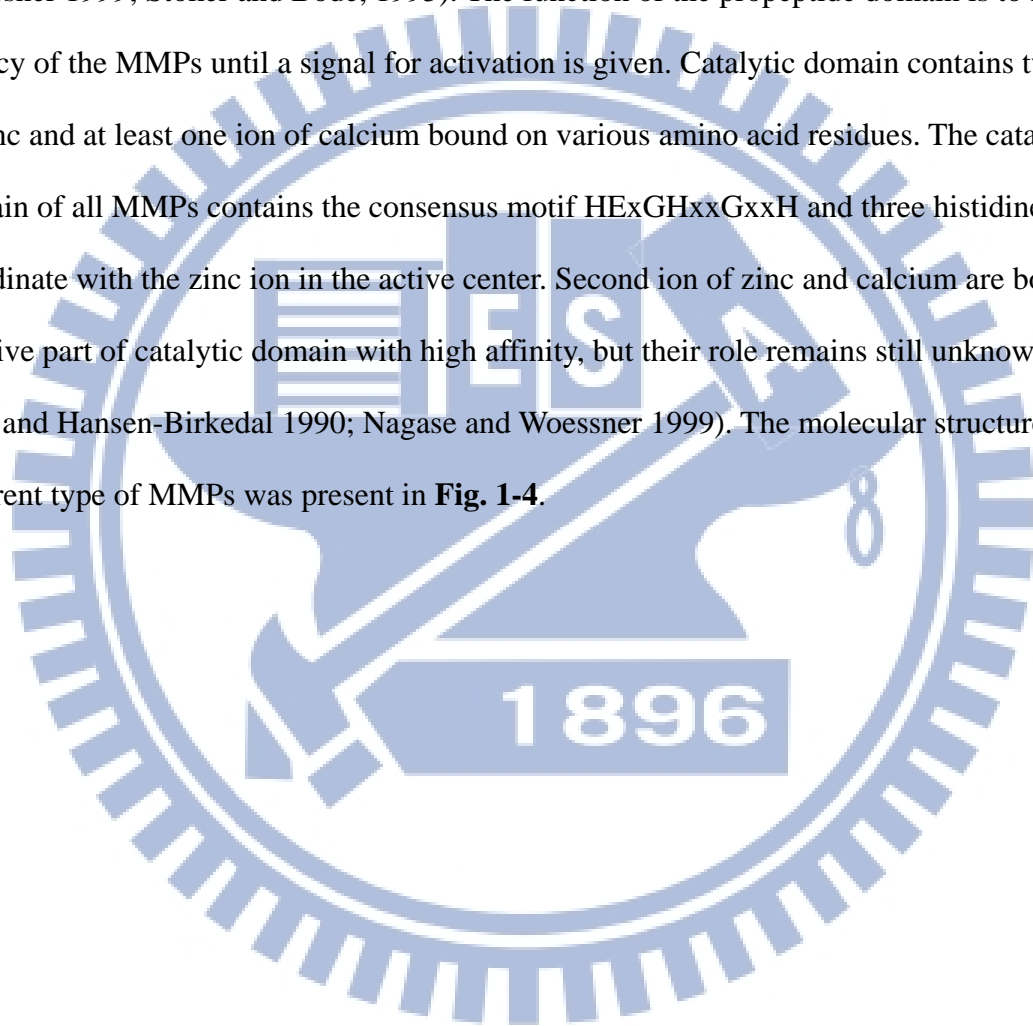 1999; Stoner and Bode, 1995). The function of the propeptide domain is to
cy of the MMPs until a signal for activation is given. Catalytic domain contains
nc and at least one ion of calcium bound on various amino acid residues. The cata
ain of all MMPs contains the consensus motif HExGHxxGxxH and three histidine
dinate with the zinc ion in the active center. Second ion of zinc and calcium are bo
ive part of catalytic domain with high affinity, but their role remains still unknow
and Hansen-Birkedal 1990; Nagase and Woessner 1999). The molecular structure
rent type of MMPs was present in Fig. 1-4.
E S A
8
1896